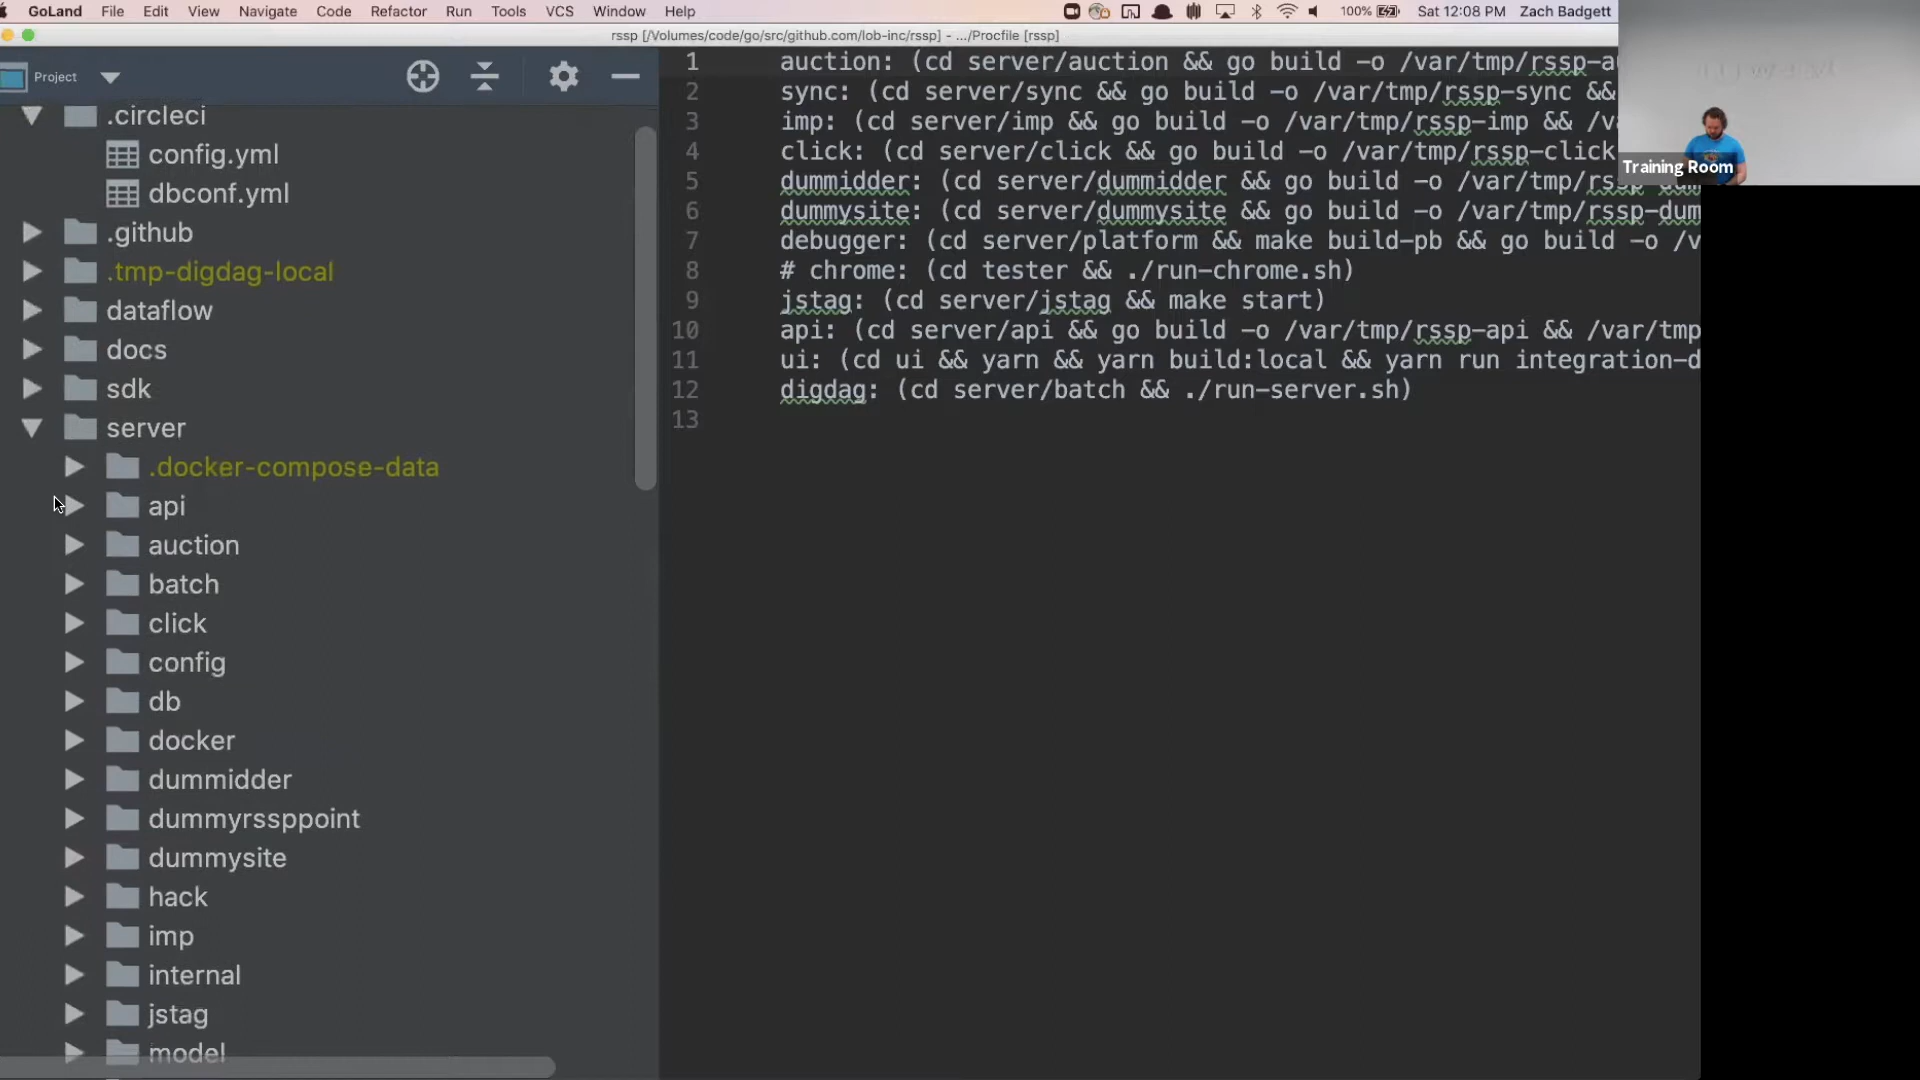 GoLand File Edit View Navigate Code Refactor Run Tools VCS Window Help 100% Sat 12:08 PM Zach Badgett
rssp [/Volumes/code/go/src/github.com/lob-inc/rssp] - .../Procfile [rssp]
Project
.circleci
config.yml
dbconf.yml
.github
.tmp-digdag-local
dataflow
docs
sdk
server
.docker-compose-data
api
auction
batch
click
config
db
docker
dummidder
dummyrssppoint
dummysite
hack
imp
internal
jstag
model
1 auction: (cd server/auction && go build -o /var/tmp/rssp-au
2 sync: (cd server/sync && go build -o /var/tmp/rssp-sync &&
3 imp: (cd server/imp && go build -o /var/tmp/rssp-imp && /va
4 click: (cd server/click && go build -o /var/tmp/rssp-click
5 dummidder: (cd server/dummidder && go build -o /var/tmp/rssp-dum
6 dummysite: (cd server/dummysite && go build -o /var/tmp/rssp-dum
7 debugger: (cd server/platform && make build-pb && go build -o /v
8 # chrome: (cd tester && ./run-chrome.sh)
9 jstag: (cd server/jstag && make start)
10 api: (cd server/api && go build -o /var/tmp/rssp-api && /var/tmp
11 ui: (cd ui && yarn && yarn build:local && yarn run integration-d
12 digdag: (cd server/batch && ./run-server.sh)
13
Training Room